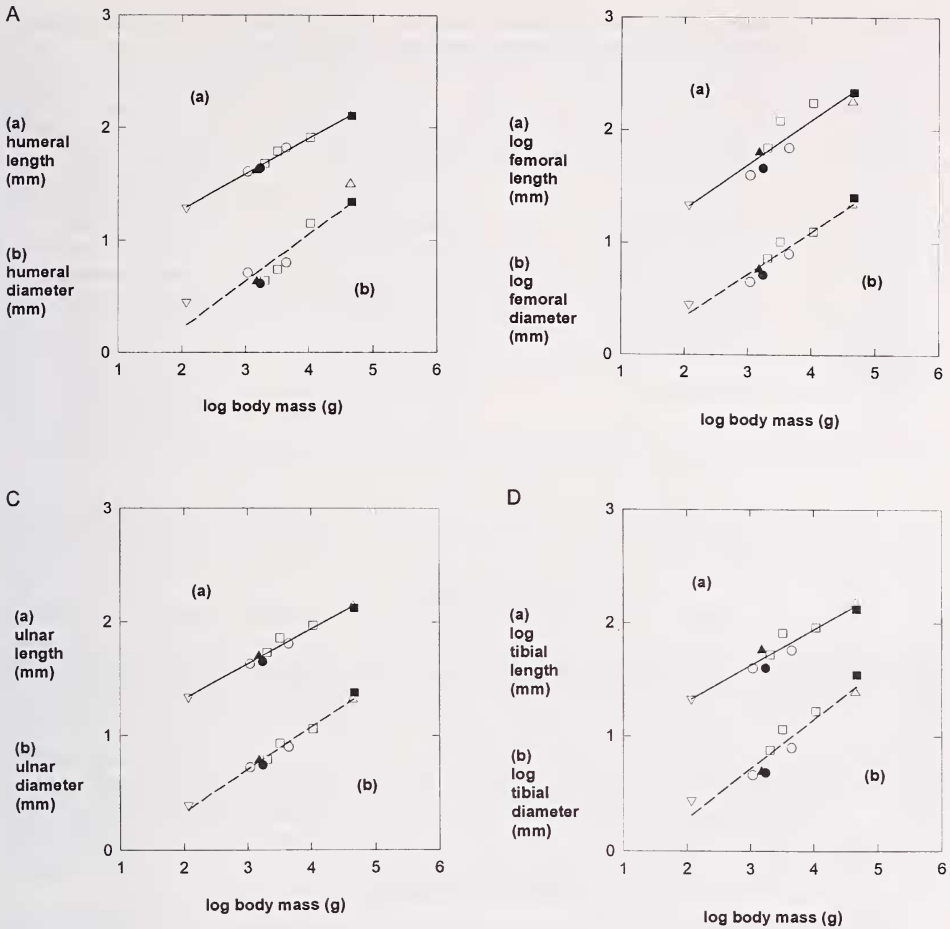 A
3
2
1
0
(a)
humeral
length
(mm)
(b)
humeral
diameter
(mm)
(a)
(b)
1 2 3 4 5 6
log body mass (g)
3
2
1
0
(a)
log
femoral
length
(mm)
(b)
log
femoral
diameter
(mm)
(a)
(b)
1 2 3 4 5 6
log body mass (g)
C
3
2
1
0
(a)
ulnar
length
(mm)
(b)
ulnar
diameter
(mm)
(a)
(b)
1 2 3 4 5 6
log body mass (g)
D
3
2
1
0
(a)
log
tibial
length
(mm)
(b)
log
tibial
diameter
(mm)
(a)
(b)
1 2 3 4 5 6
log body mass (g)